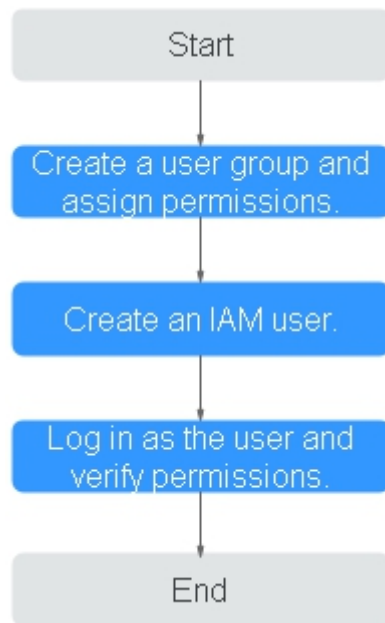 Start
Create a user group and
assign permissions.
Create an IAM user.
Log in as the user and
verify permissions.
End